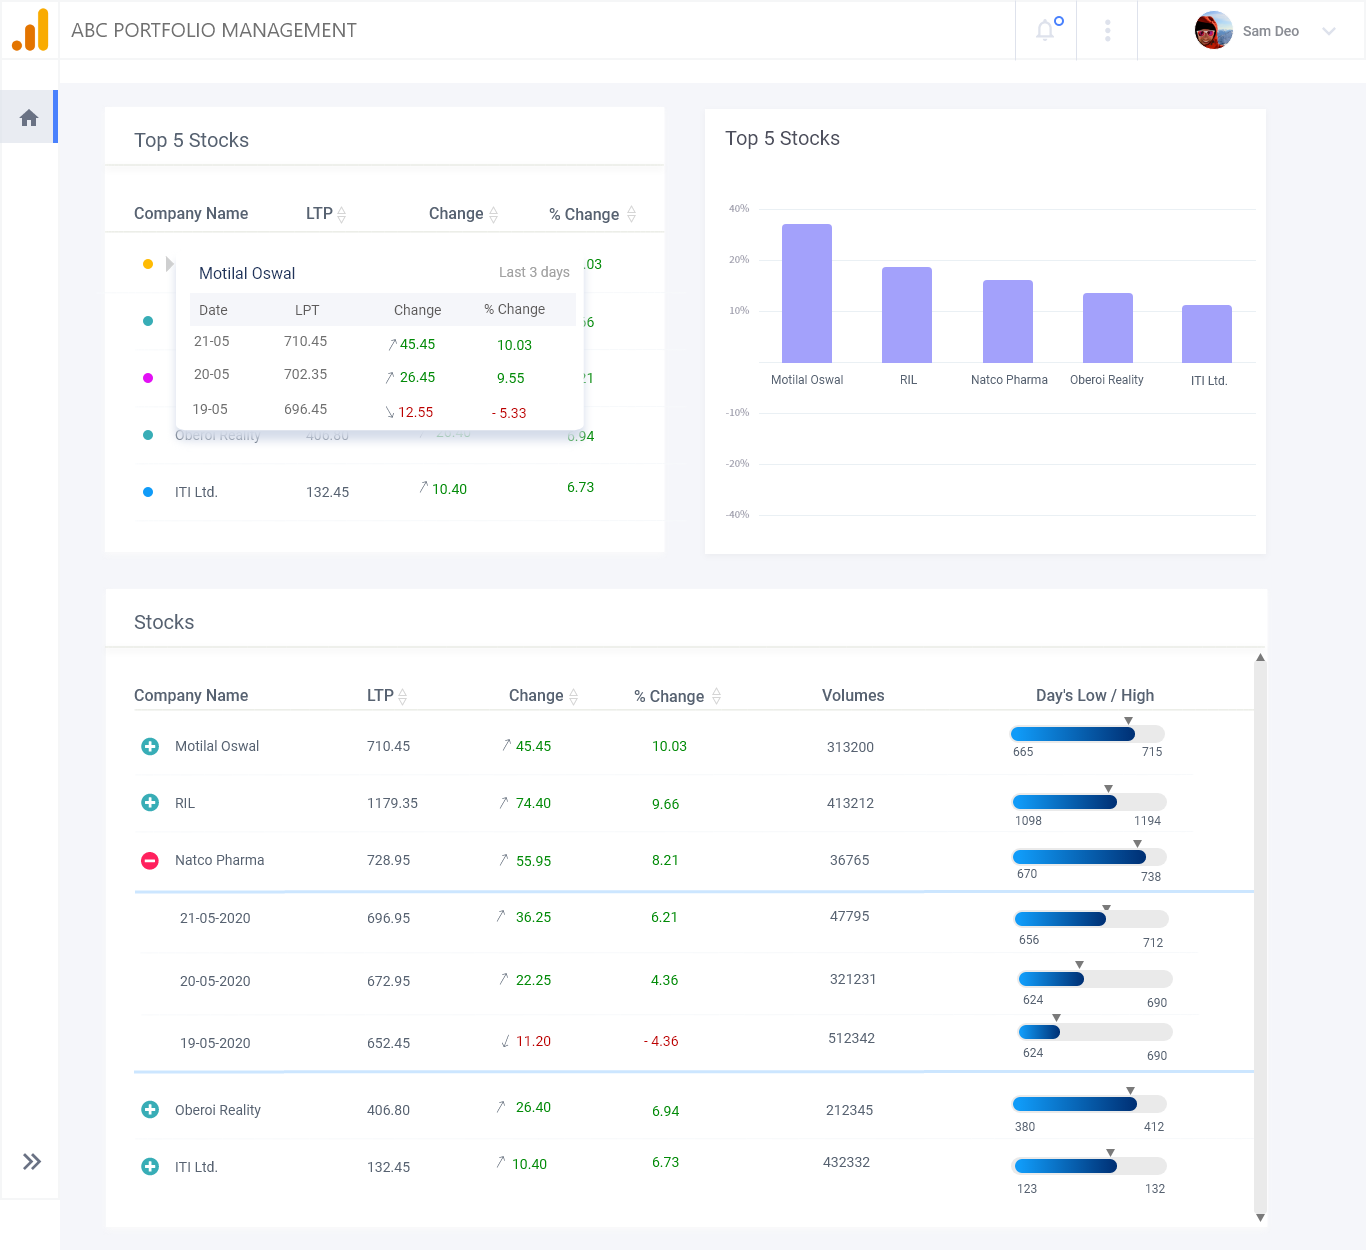 ABC PORTFOLIO MANAGEMENT
Sam Deo
Top 5 Stocks
Company Name LTP Change % Change
.03
Motilal Oswal Last 3 days
Date LPT Change % Change
21-05 710.45 45.45 10.03
20-05 702.35 26.45 9.55
19-05 696.45 12.55 - 5.33
Oberoi Reality 406.80 26.40 6.94
ITI Ltd. 132.45 10.40 6.73
Top 5 Stocks
40%
20%
10%
-10%
-20%
-40%
Motilal Oswal RIL Natco Pharma Oberoi Reality ITI Ltd.
Stocks
Company Name LTP Change % Change Volumes Day's Low / High
Motilal Oswal 710.45 45.45 10.03 313200 665 715
RIL 1179.35 74.40 9.66 413212 1098 1194
Natco Pharma 728.95 55.95 8.21 36765 670 738
21-05-2020 696.95 36.25 6.21 47795 656 712
20-05-2020 672.95 22.25 4.36 321231 624 690
19-05-2020 652.45 11.20 - 4.36 512342 624 690
Oberoi Reality 406.80 26.40 6.94 212345 380 412
ITI Ltd. 132.45 10.40 6.73 432332 123 132